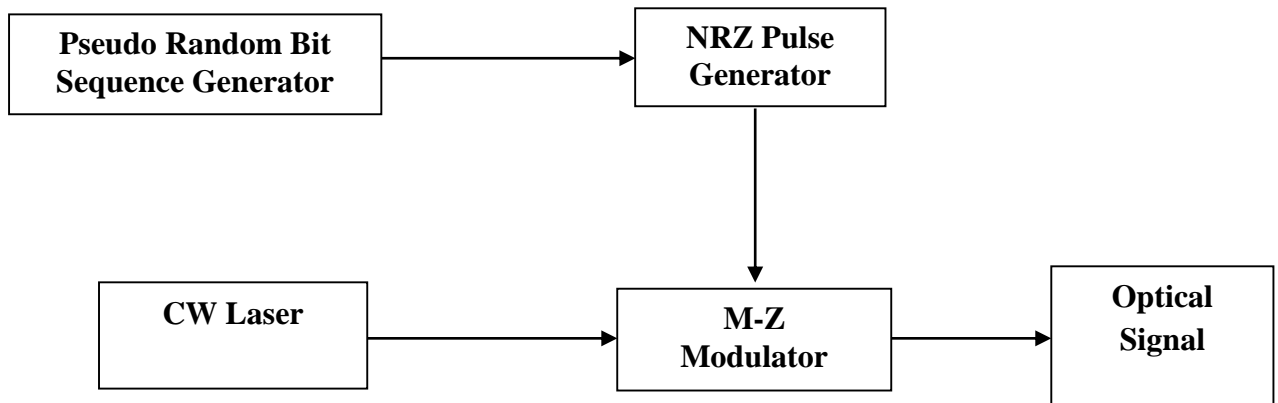 Pseudo Random Bit
Sequence Generator
NRZ Pulse
Generator
CW Laser
M-Z
Modulator
Optical
Signal